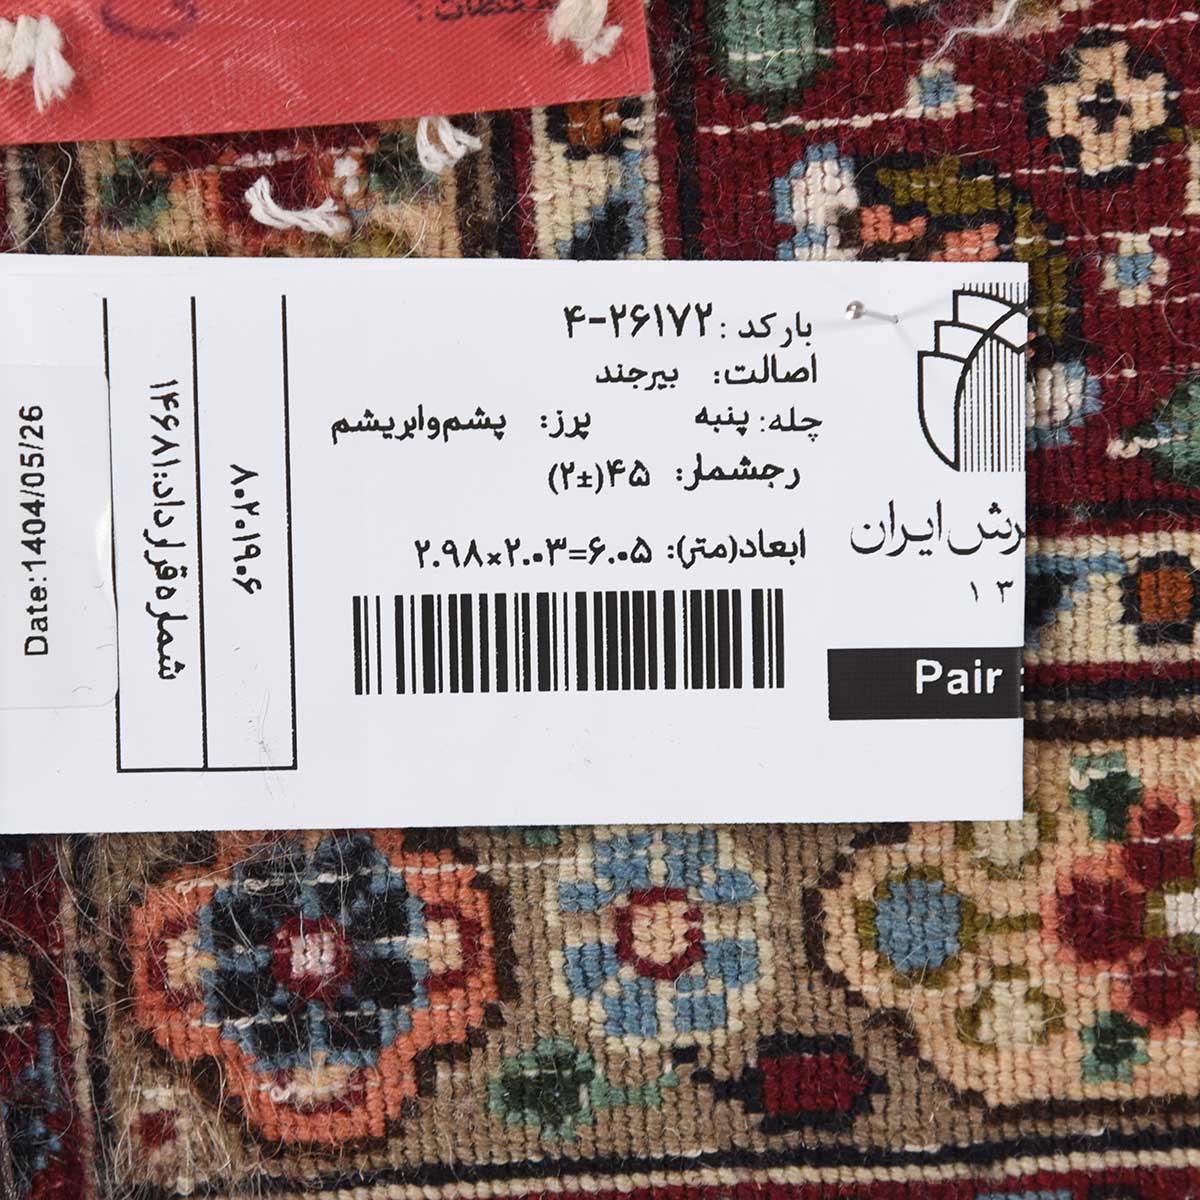 بارکد : ۴-۲۶۱۷۲
اصالت: بیرجند
چله: پنبه پرز: پشم‌و‌ابریشم
رجشمار: ۴۵(±۲)
ابعاد(متر): ۲.۹۸×۲.۰۳=۶.۰۵
رش ایران
۱۳
Pair :
۸۰۲۰۱۹۰۶
شماره قرارداد:۱۴۶۸۱
Date:1404/05/26